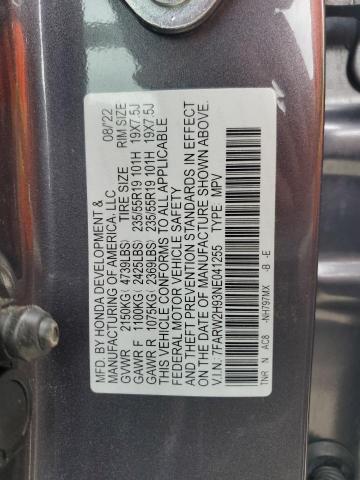 MFD. BY HONDA DEVELOPMENT &
MANUFACTURING OF AMERICA, LLC 08/'22
TIRE SIZE RIM SIZE
GVWR 2150KG( 4739LBS)
GAWR F 1100KG( 2425LBS) 235/55R19 101H 19X7.5J
GAWR R 1075KG( 2369LBS) 235/55R19 101H 19X7.5J
THIS VEHICLE CONFORMS TO ALL APPLICABLE
FEDERAL MOTOR VEHICLE SAFETY, BUMPER,
AND THEFT PREVENTION STANDARDS IN EFFECT
ON THE DATE OF MANUFACTURE SHOWN ABOVE.
V.I.N.: 7FARW2H93NE041255 TYPE: MPV
TNR N AC8 -NH797MX -B -E